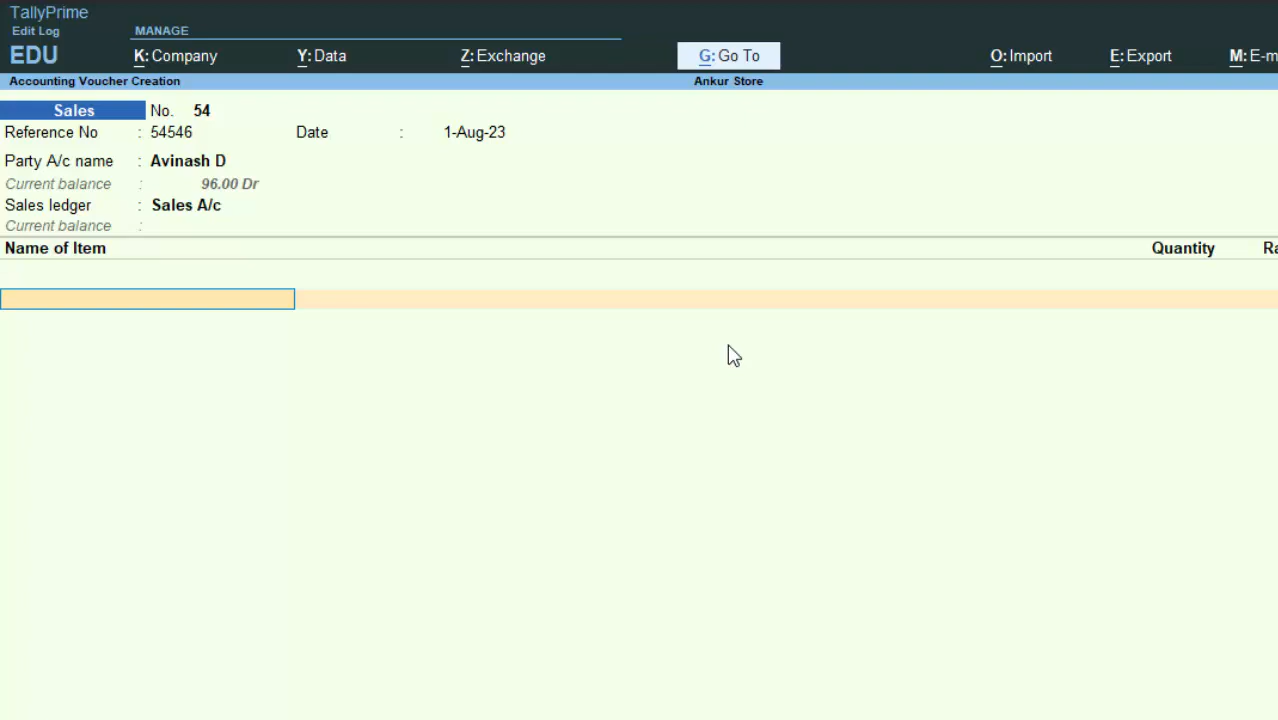 TallyPrime
Edit Log MANAGE
EDU K: Company Y: Data Z: Exchange G: Go To O: Import E: Export M: E-m
Accounting Voucher Creation Ankur Store
Sales No. 54
Reference No : 54546 Date : 1-Aug-23
Party A/c name : Avinash D
Current balance : 96.00 Dr
Sales ledger : Sales A/c
Current balance :
Name of Item Quantity Ra